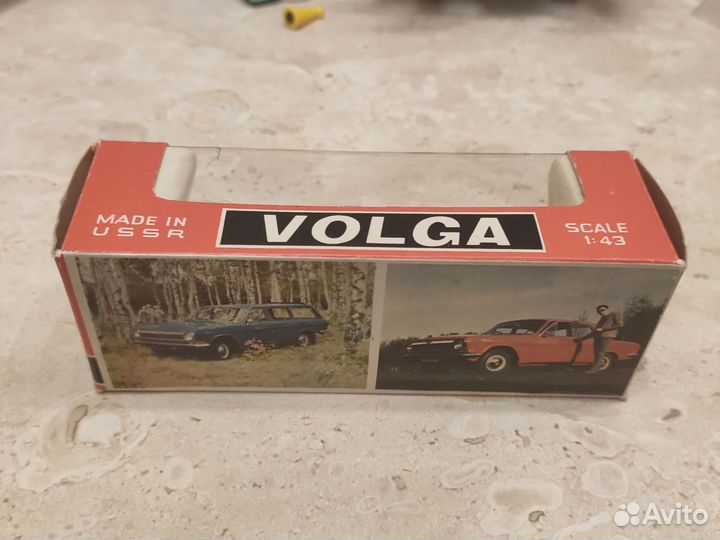 MADE IN
USSR
VOLGA
SCALE
1:43
Avito